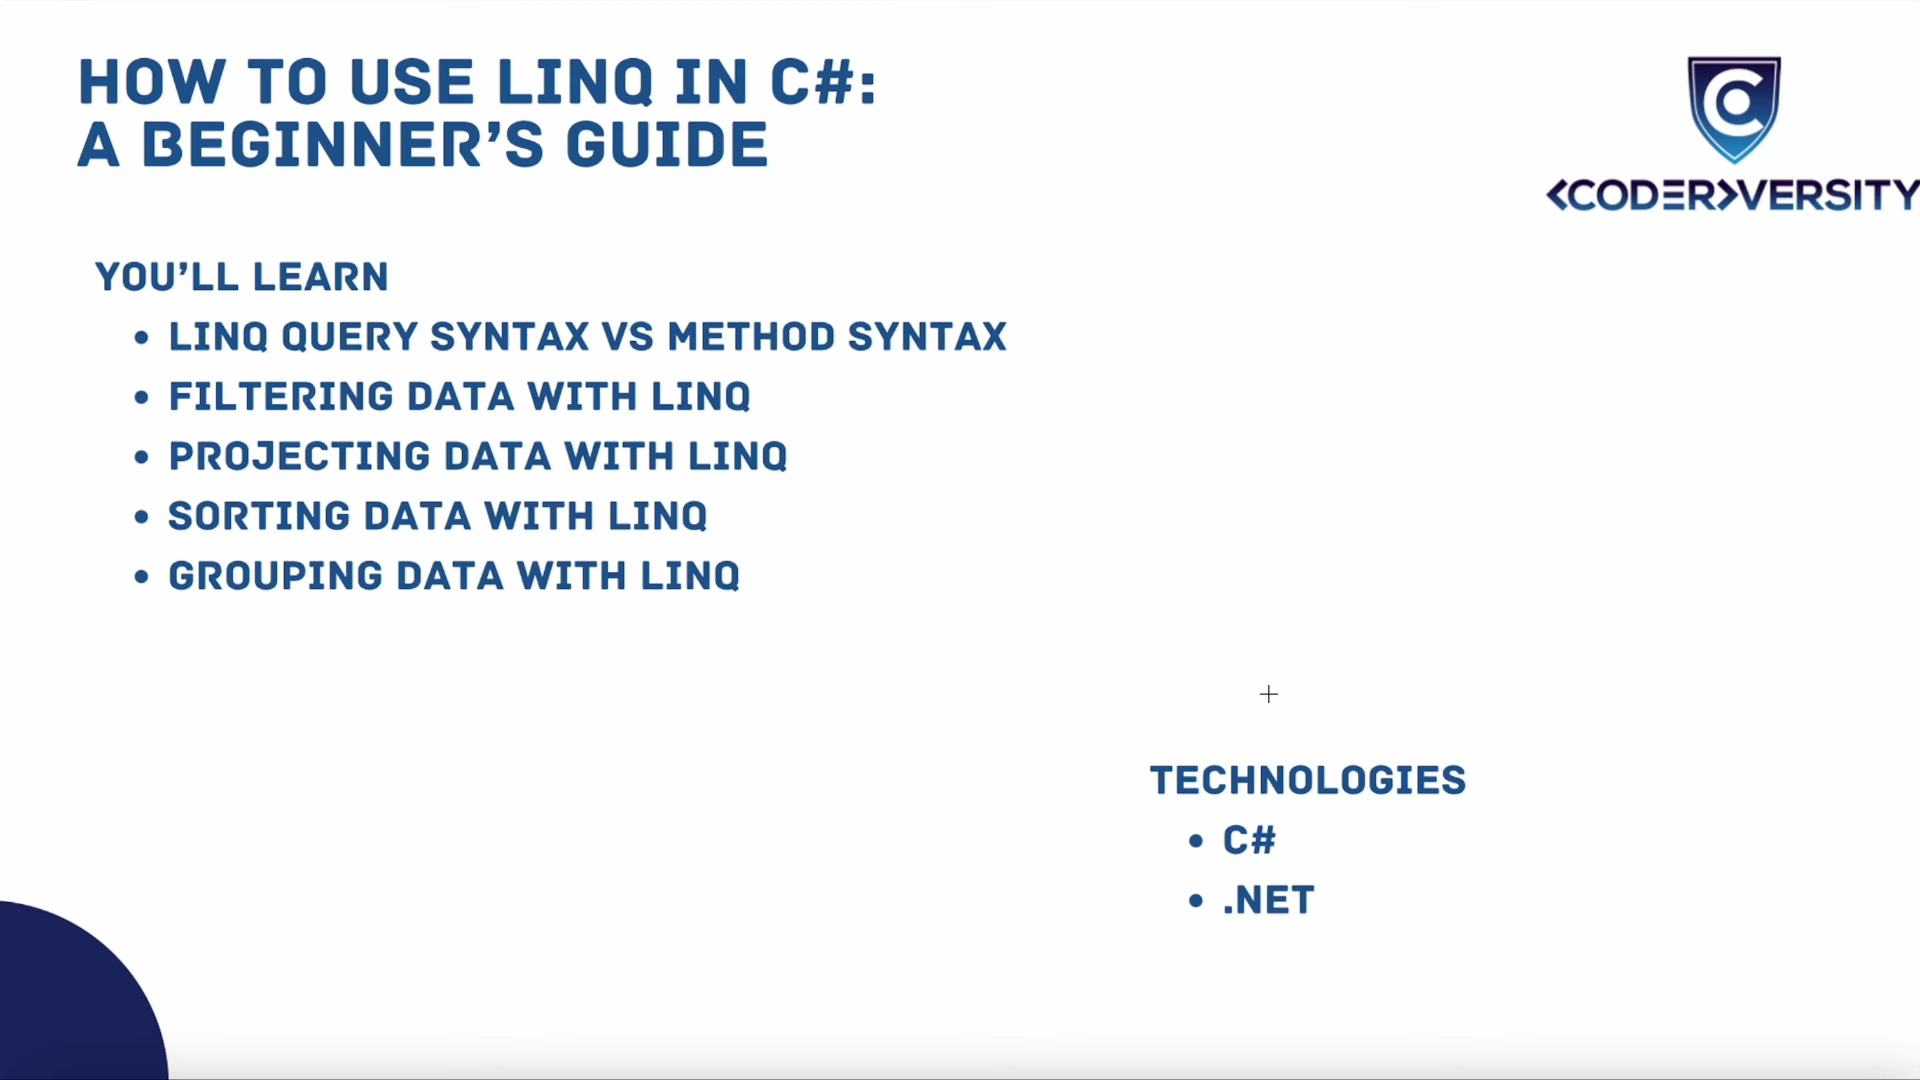 HOW TO USE LINQ IN C#:
A BEGINNER'S GUIDE
<CODER>VERSITY
YOU'LL LEARN
• LINQ QUERY SYNTAX VS METHOD SYNTAX
• FILTERING DATA WITH LINQ
• PROJECTING DATA WITH LINQ
• SORTING DATA WITH LINQ
• GROUPING DATA WITH LINQ
TECHNOLOGIES
• C#
• .NET